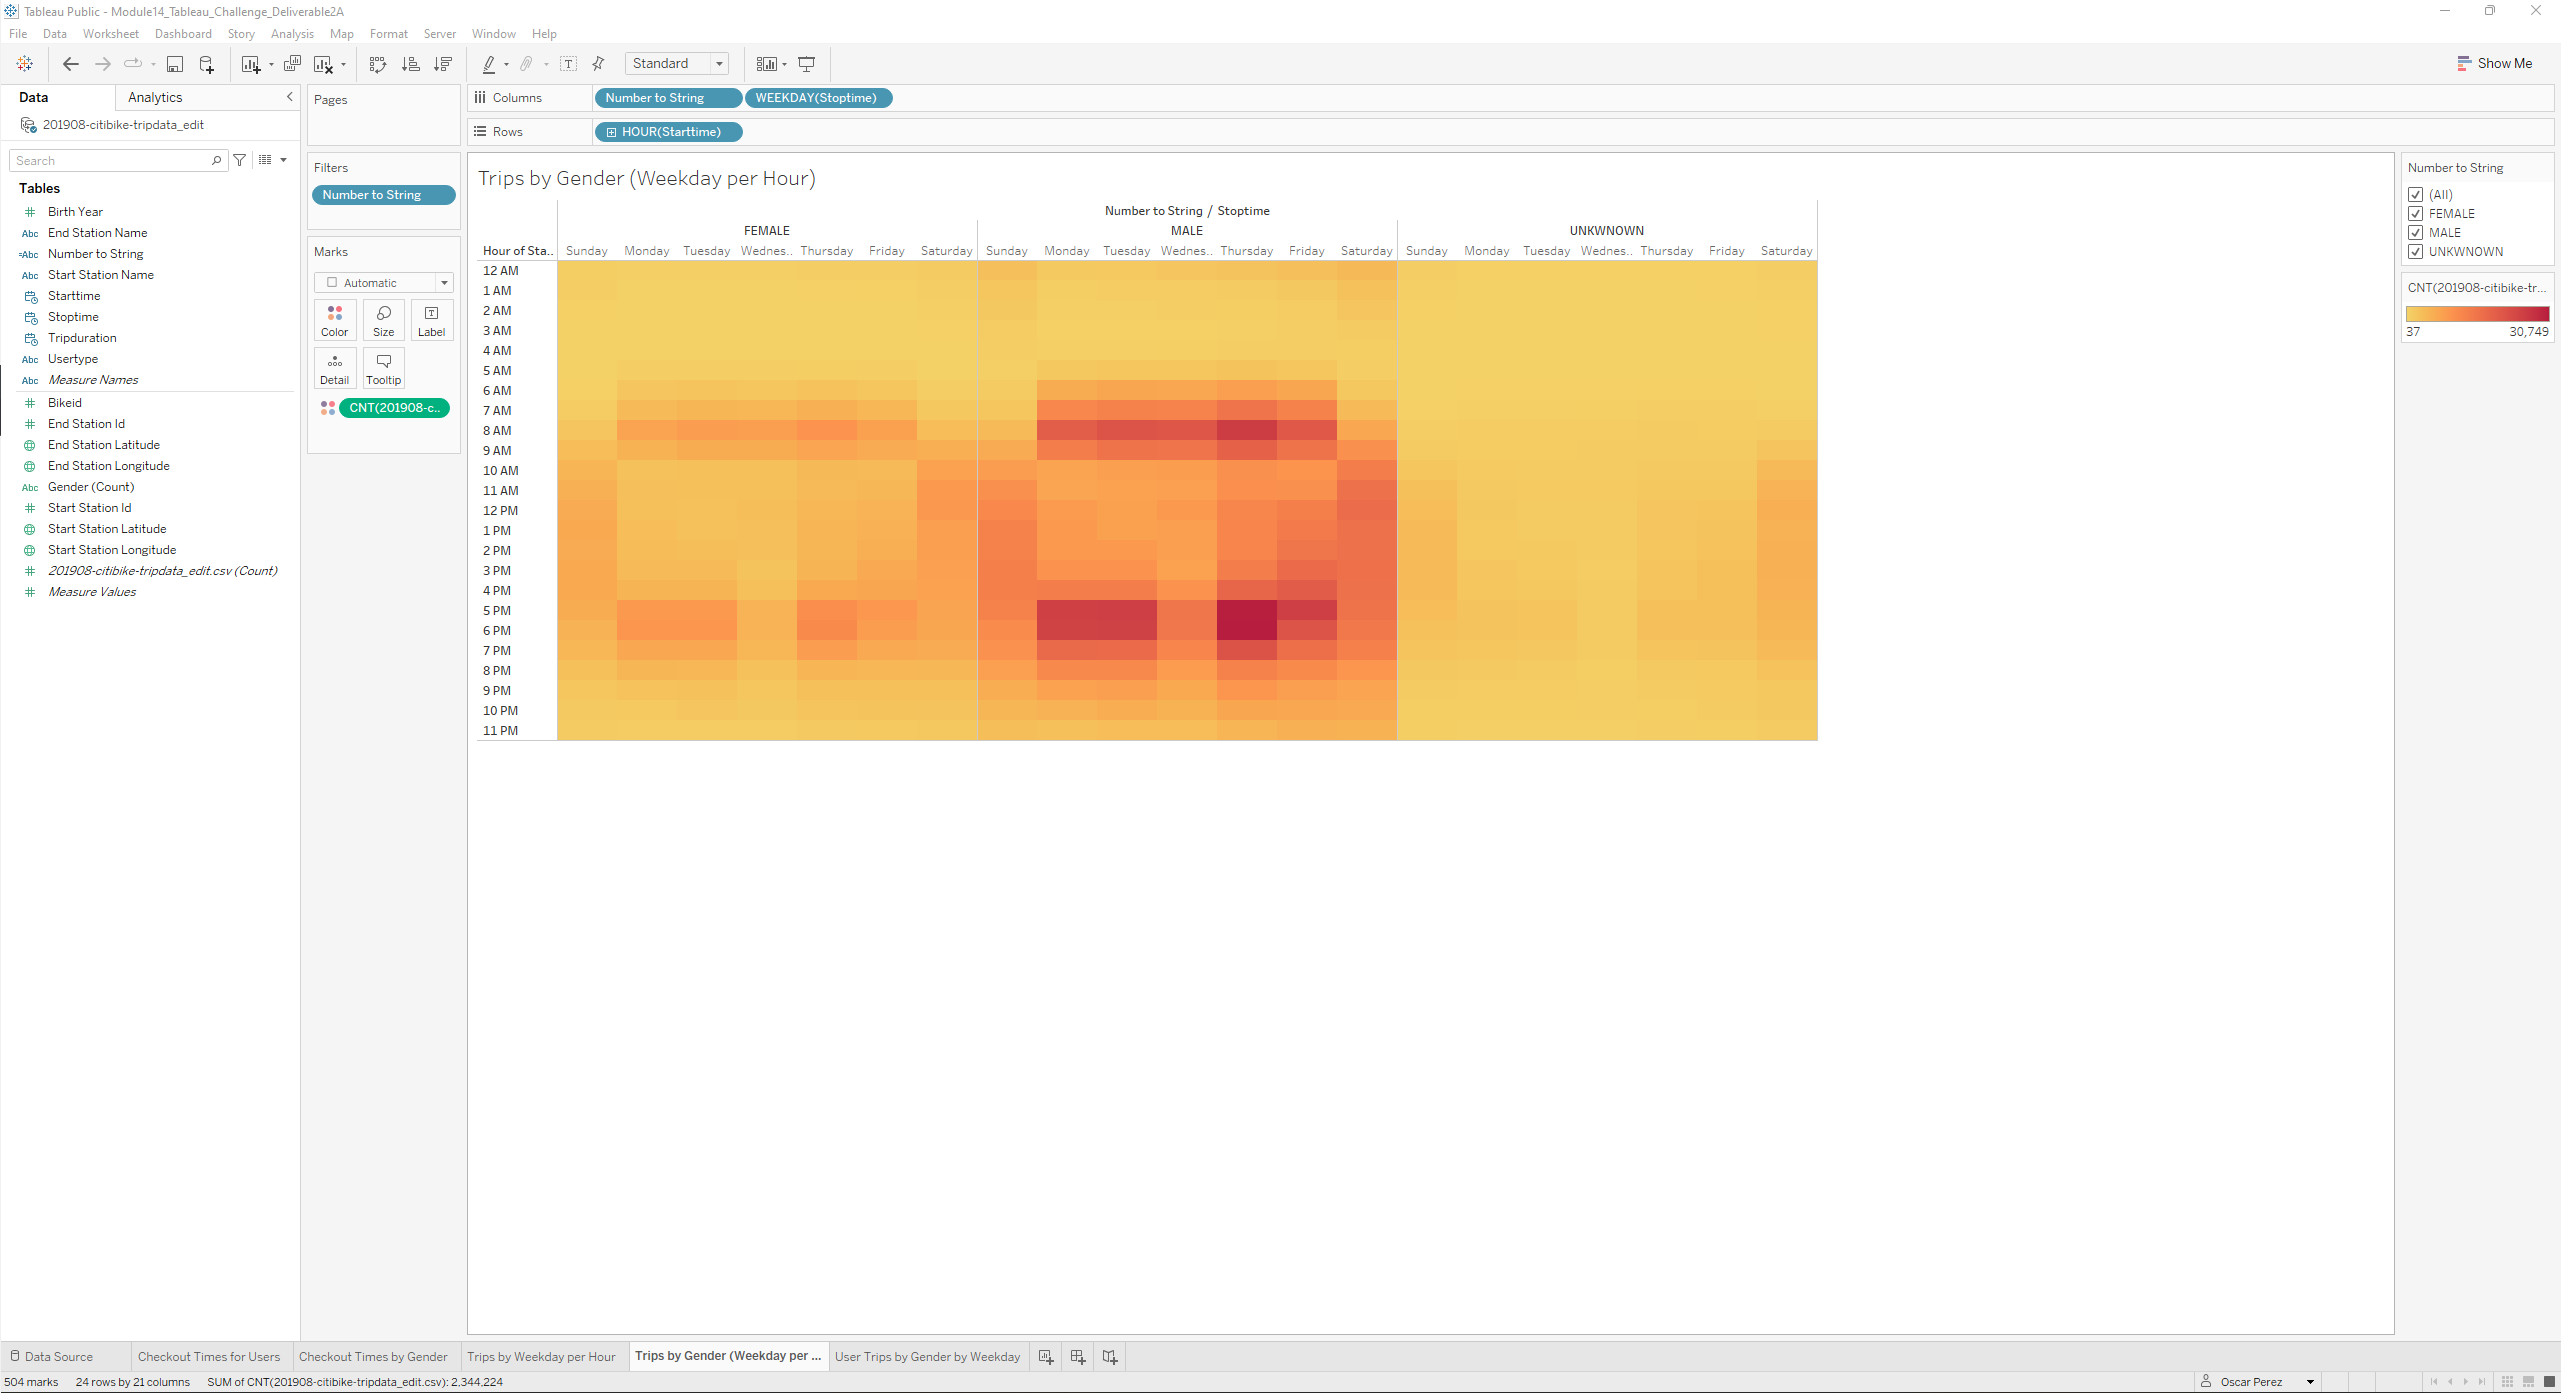 Tableau Public - Module14_Tableau_Challenge_Deliverable2A
File Data Worksheet Dashboard Story Analysis Map Format Server Window Help
Standard
Show Me
Data Analytics
201908-citibike-tripdata_edit
Search
Tables
Birth Year
Abc End Station Name
=Abc Number to String
Abc Start Station Name
Starttime
Stoptime
Tripduration
Abc Usertype
Abc Measure Names
Bikeid
End Station Id
End Station Latitude
End Station Longitude
Abc Gender (Count)
Start Station Id
Start Station Latitude
Start Station Longitude
201908-citibike-tripdata_edit.csv (Count)
Measure Values
Pages
Filters
Number to String
Marks
Automatic
Color Size Label
Detail Tooltip
CNT(201908-c..
Columns Number to String WEEKDAY(Stoptime)
Rows HOUR(Starttime)
Trips by Gender (Weekday per Hour)
Number to String / Stoptime
FEMALE MALE UNKWNOWN
Hour of Sta.. Sunday Monday Tuesday Wednes.. Thursday Friday Saturday Sunday Monday Tuesday Wednes.. Thursday Friday Saturday Sunday Monday Tuesday Wednes.. Thursday Friday Saturday
12 AM
1 AM
2 AM
3 AM
4 AM
5 AM
6 AM
7 AM
8 AM
9 AM
10 AM
11 AM
12 PM
1 PM
2 PM
3 PM
4 PM
5 PM
6 PM
7 PM
8 PM
9 PM
10 PM
11 PM
Number to String
(All)
FEMALE
MALE
UNKWNOWN
CNT(201908-citibike-tr...
37 30,749
Data Source Checkout Times for Users Checkout Times by Gender Trips by Weekday per Hour Trips by Gender (Weekday per ... User Trips by Gender by Weekday
504 marks 24 rows by 21 columns SUM of CNT(201908-citibike-tripdata_edit.csv): 2,344,224
Oscar Perez